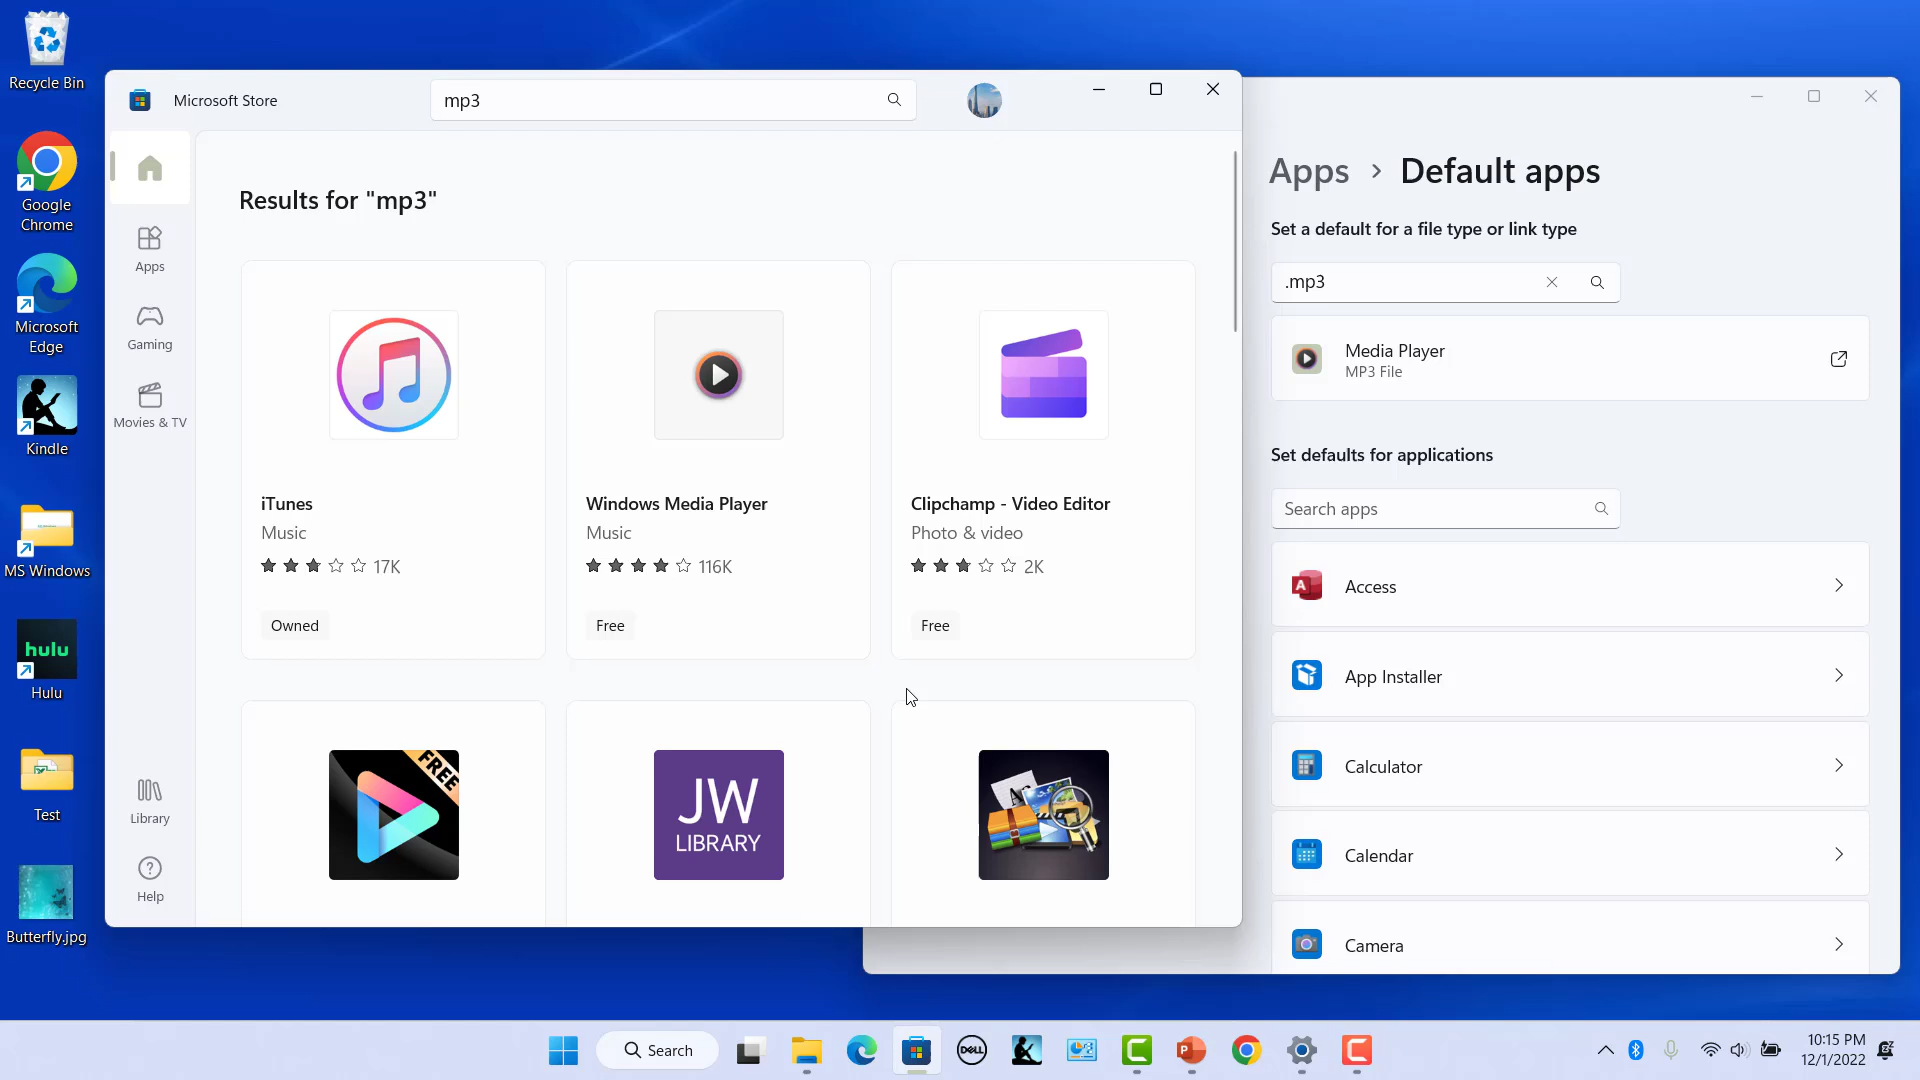 Recycle Bin
Google
Chrome
Microsoft
Edge
Kindle
MS Windows
hulu
Hulu
Test
Butterfly.jpg
Microsoft Store
mp3
Apps
Gaming
Movies & TV
Library
Help
Results for "mp3"
iTunes
Music
17K
Owned
Windows Media Player
Music
116K
Free
Clipchamp - Video Editor
Photo & video
2K
Free
FREE
JW
LIBRARY
Apps > Default apps
Set a default for a file type or link type
.mp3
Media Player
MP3 File
Set defaults for applications
Search apps
A
Access
App Installer
Calculator
Calendar
Camera
Search
DELL
P
10:15 PM
12/1/2022